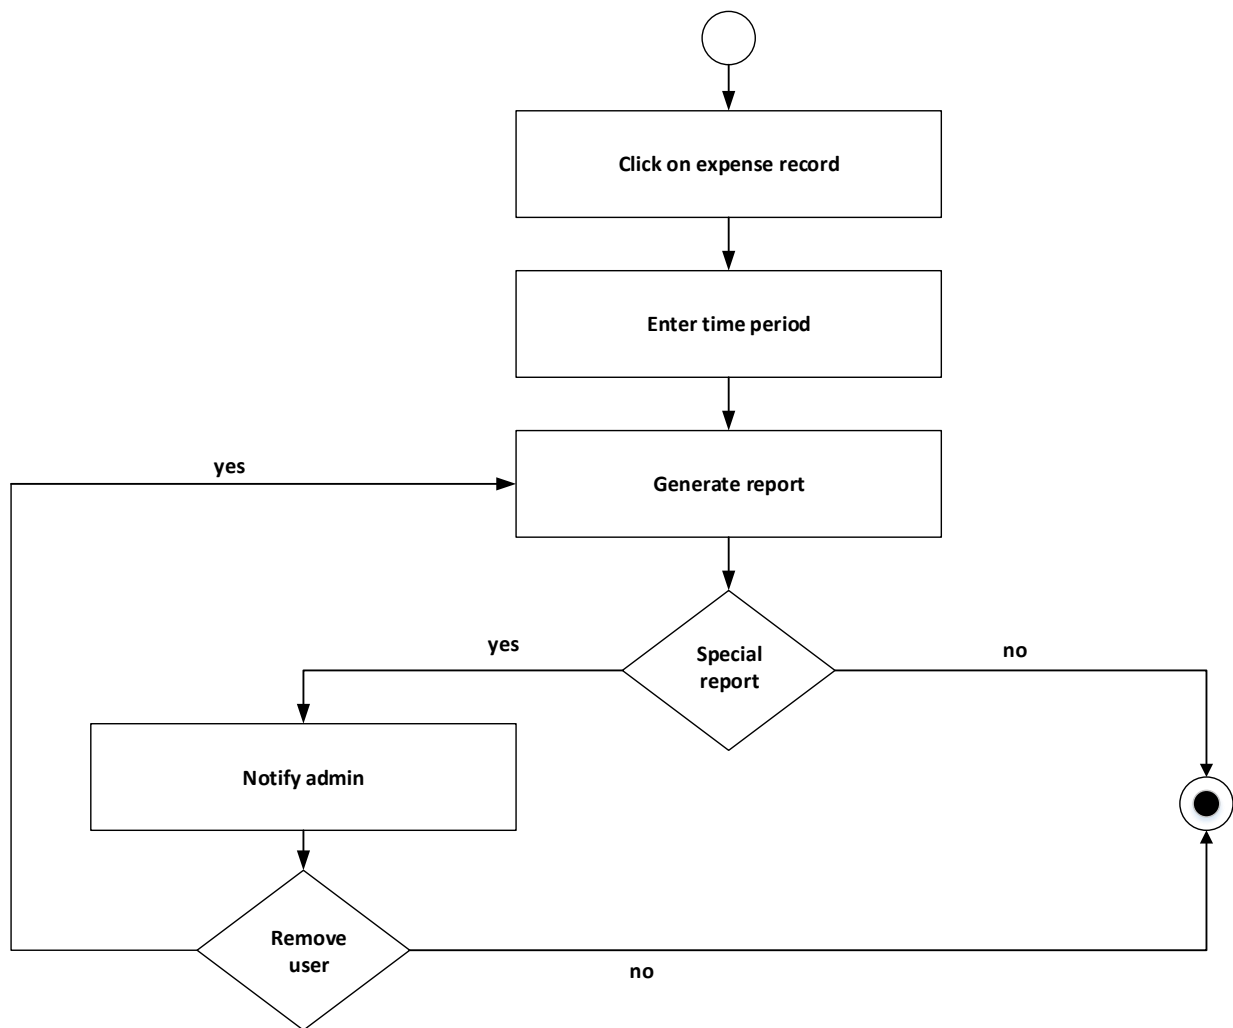 Click on expense record
Enter time period
yes
Generate report
yes
Special
report
no
Notify admin
Remove
user
no